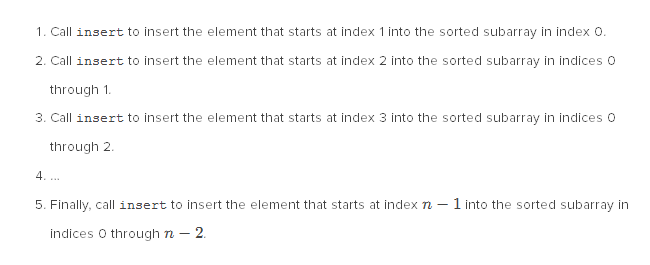 1. Call insert to insert the element that starts at index 1 into the sorted subarray in index 0.
2. Call insert to insert the element that starts at index 2 into the sorted subarray in indices 0
through 1.
3. Call insert to insert the element that starts at index 3 into the sorted subarray in indices 0
through 2.
4. ...
5. Finally, call insert to insert the element that starts at index n − 1 into the sorted subarray in
indices 0 through n − 2.